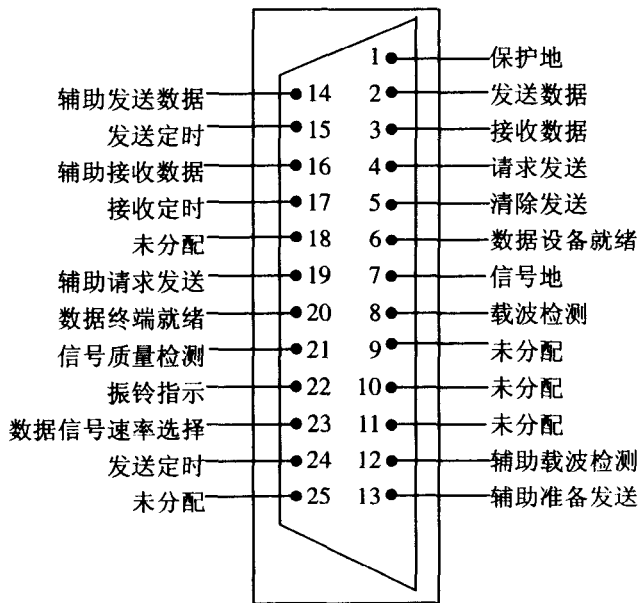 1 保护地
辅助发送数据 14 2 发送数据
发送定时 15 3 接收数据
辅助接收数据 16 4 请求发送
接收定时 17 5 清除发送
未分配 18 6 数据设备就绪
辅助请求发送 19 7 信号地
数据终端就绪 20 8 载波检测
信号质量检测 21 9 未分配
振铃指示 22 10 未分配
数据信号速率选择 23 11 未分配
发送定时 24 12 辅助载波检测
未分配 25 13 辅助准备发送